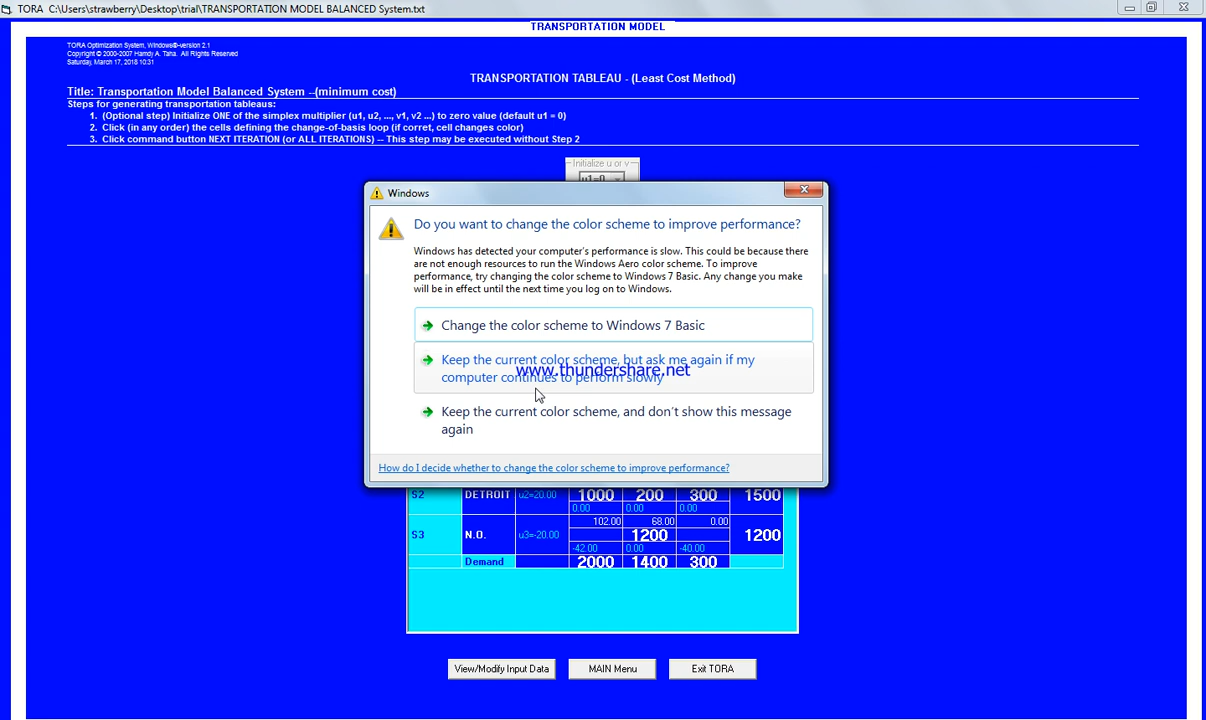 TORA C:\Users\strawberry\Desktop\trial\TRANSPORTATION MODEL BALANCED System.txt
TRANSPORTATION MODEL
TORA Optimization System, Windows®-version 2.1
Copyright © 2000-2007 Hamdy A. Taha. All Rights Reserved
Saturday, March 17, 2018 10:31
TRANSPORTATION TABLEAU - (Least Cost Method)
Title: Transportation Model Balanced System --(minimum cost)
Steps for generating transportation tableaus:
1. (Optional step) Initialize ONE of the simplex multiplier (u1, u2, ..., v1, v2 ...) to zero value (default u1 = 0)
2. Click (in any order) the cells defining the change-of-basis loop (if corret, cell changes color)
3. Click command button NEXT ITERATION (or ALL ITERATIONS) -- This step may be executed without Step 2
Initialize u or v
u1=0
Windows
Do you want to change the color scheme to improve performance?
Windows has detected your computer's performance is slow. This could be because there
are not enough resources to run the Windows Aero color scheme. To improve
performance, try changing the color scheme to Windows 7 Basic. Any change you make
will be in effect until the next time you log on to Windows.
Change the color scheme to Windows 7 Basic
Keep the current color scheme, but ask me again if my
computer continues to perform slowly
www.thundershare.net
Keep the current color scheme, and don't show this message
again
How do I decide whether to change the color scheme to improve performance?
S2 DETROIT u2=20.00 1000 200 300 1500
0.00 0.00 0.00
102.00 68.00 0.00
S3 N.O. u3=-20.00 1200 1200
-42.00 0.00 -40.00
Demand 2000 1400 300
View/Modify Input Data MAIN Menu Exit TORA